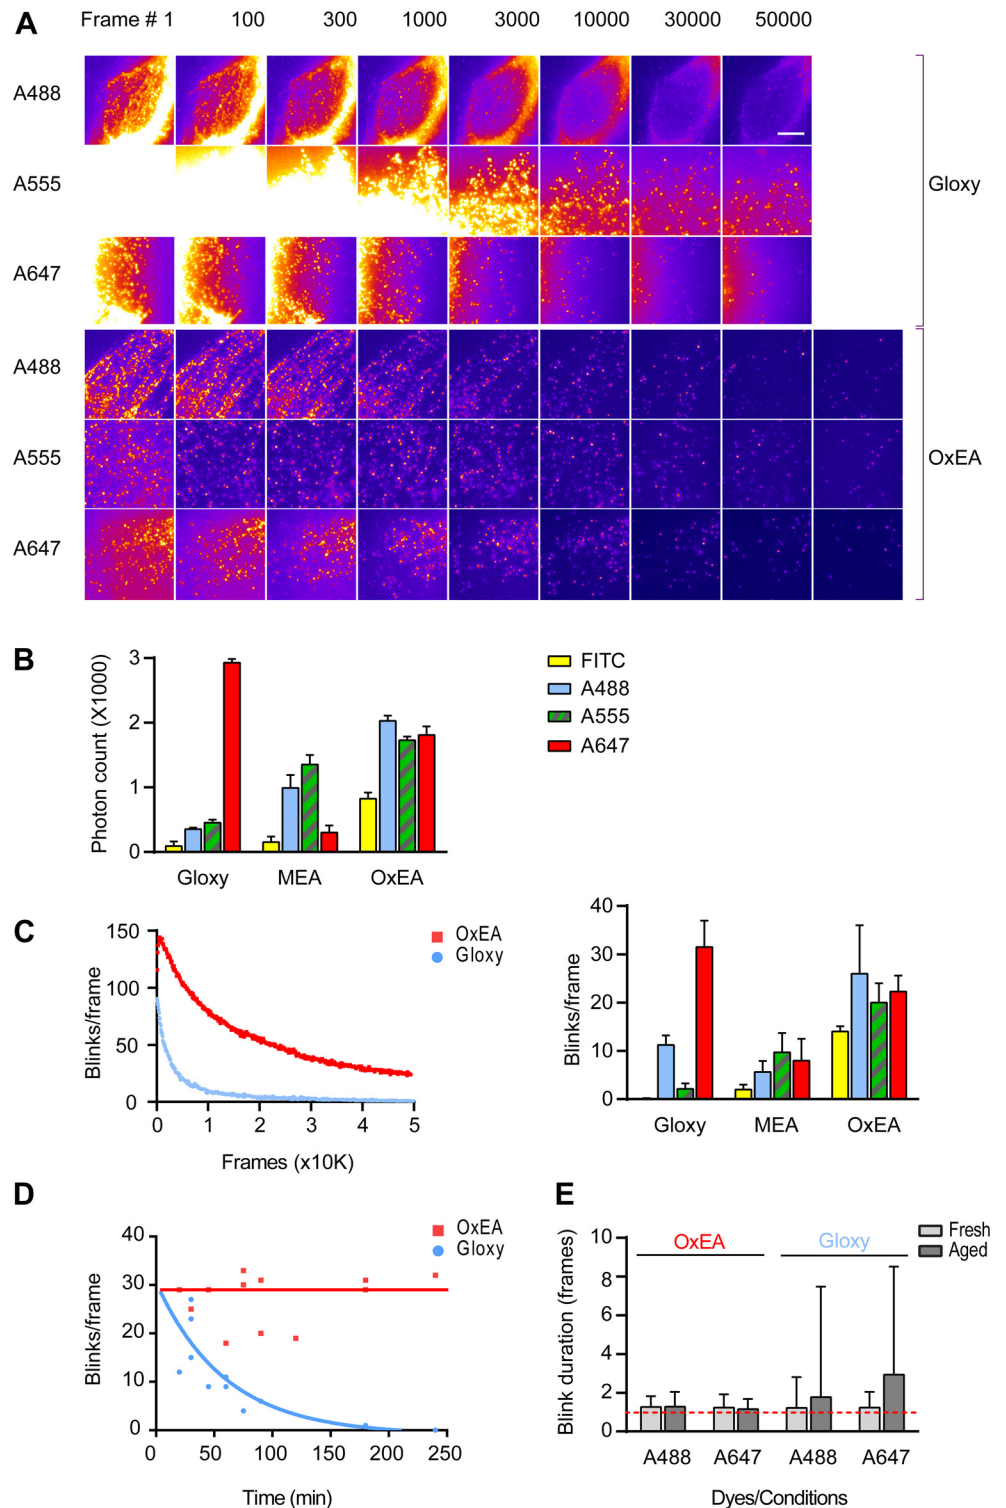 A
Frame # 1 100 300 1000 3000 10000 30000 50000
A488
A555
A647
Gloxy
A488
A555
A647
OxEA
B
Photon count (X1000)
3
2
1
0
Gloxy MEA OxEA
FITC
A488
A555
A647
C
Blinks/frame
150
100
50
0
0 1 2 3 4 5
Frames (x10K)
OxEA
Gloxy
Blinks/frame
40
30
20
10
0
Gloxy MEA OxEA
D
Blinks/frame
40
30
20
10
0
0 50 100 150 200 250
Time (min)
OxEA
Gloxy
E
Blink duration (frames)
10
8
6
4
2
0
OxEA Gloxy
Fresh
Aged
A488 A647 A488 A647
Dyes/Conditions